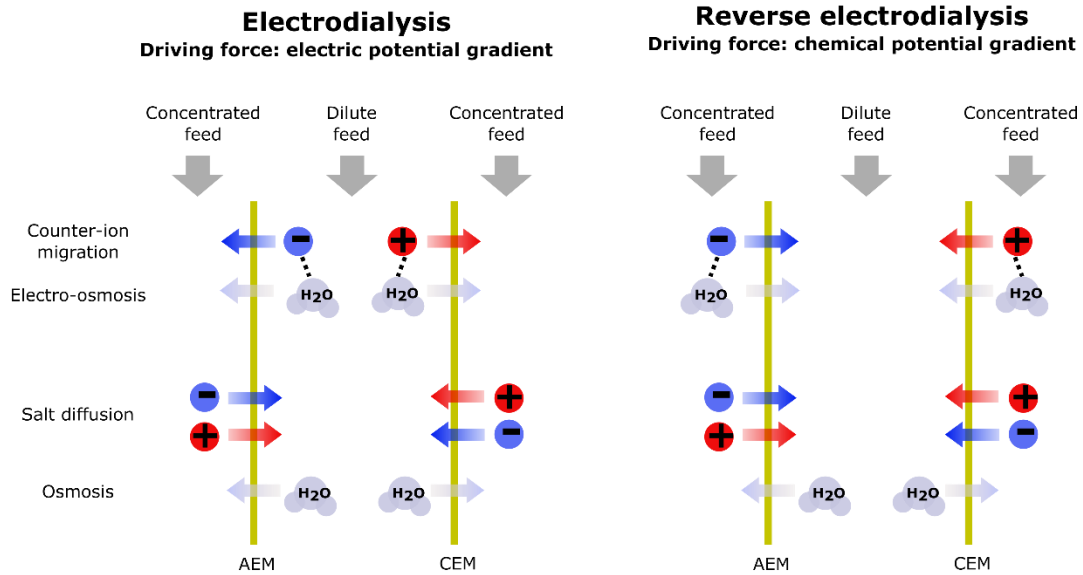 Electrodialysis
Driving force: electric potential gradient
Reverse electrodialysis
Driving force: chemical potential gradient
Concentrated
feed
Dilute
feed
Concentrated
feed
Concentrated
feed
Dilute
feed
Concentrated
feed
Counter-ion
migration
- + - +
Electro-osmosis
H2O H2O H2O H2O
Salt diffusion
- + - +
+ - + -
Osmosis
H2O H2O H2O H2O
AEM CEM AEM CEM